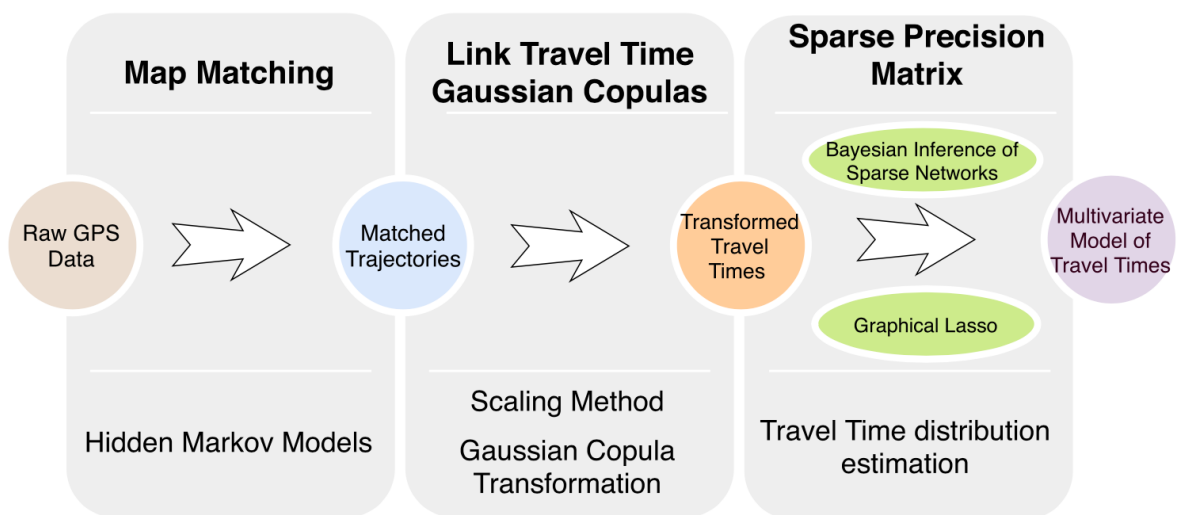 Map Matching
Link Travel Time
Gaussian Copulas
Sparse Precision
Matrix
Raw GPS
Data
Matched
Trajectories
Transformed
Travel
Times
Bayesian Inference of
Sparse Networks
Graphical Lasso
Multivariate
Model of
Travel Times
Hidden Markov Models
Scaling Method
Gaussian Copula
Transformation
Travel Time distribution
estimation